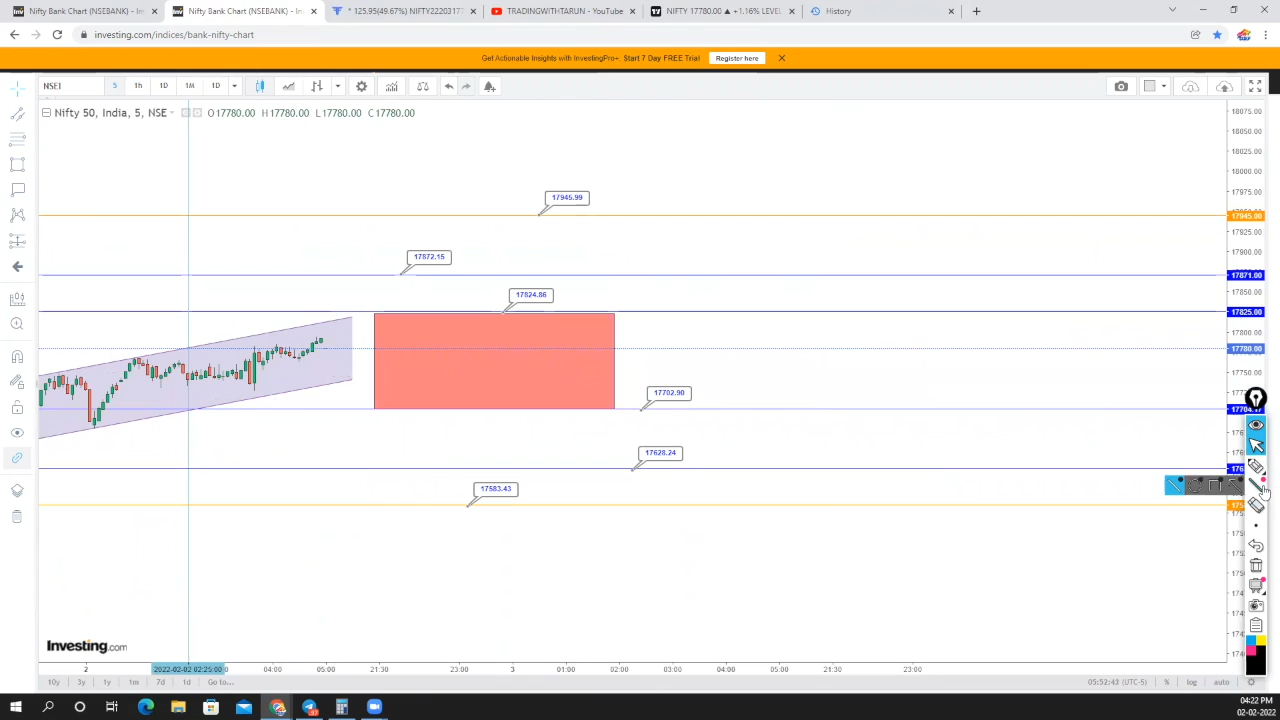 Nifty Bank Chart (NSEBANK) - In
Nifty Bank Chart (NSEBANK) - In
* 125.95(49.67%) NIFTY2220317
TRADINGWITHTARUN - YouTube
NIFTY 17780.00 ▲ +1.16% LEVEL
History
investing.com/indices/bank-nifty-chart
Get Actionable Insights with InvestingPro+ Start 7 Day FREE Trial Register here
NSEI 5 1h 1D 1M 1D
Nifty 50, India, 5, NSE O17780.00 H17780.00 L17780.00 C17780.00
18075.00
18050.00
18025.00
18000.00
17975.00
17945.99
17945.00
17925.00
17900.00
17872.15
17871.00
17850.00
17824.86
17825.00
17800.00
17780.00
17750.00
17702.90
17628.24
17583.43
Investing.com
2 2022-02-02 02:25:00 04:00 05:00 21:30 23:00 3 01:00 02:00 03:00 04:00 05:00 21:30 23:00
10y 3y 1y 1m 7d 1d Go to... 05:52:43 (UTC-5) % log auto
04:22 PM
02-02-2022